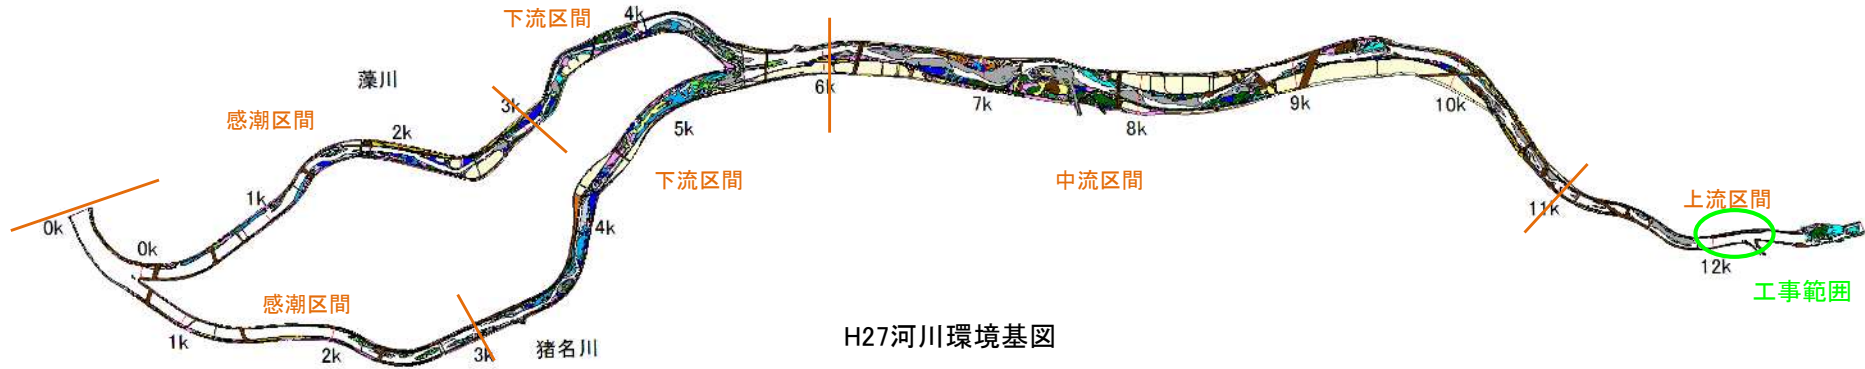 下流区間
4k
藻川
3k
感潮区間
2k
1k
0k
0k
感潮区間
1k
2k
3k
猪名川
4k
下流区間
5k
6k
7k
8k
9k
10k
中流区間
11k
上流区間
12k
工事範囲
H27河川環境基図